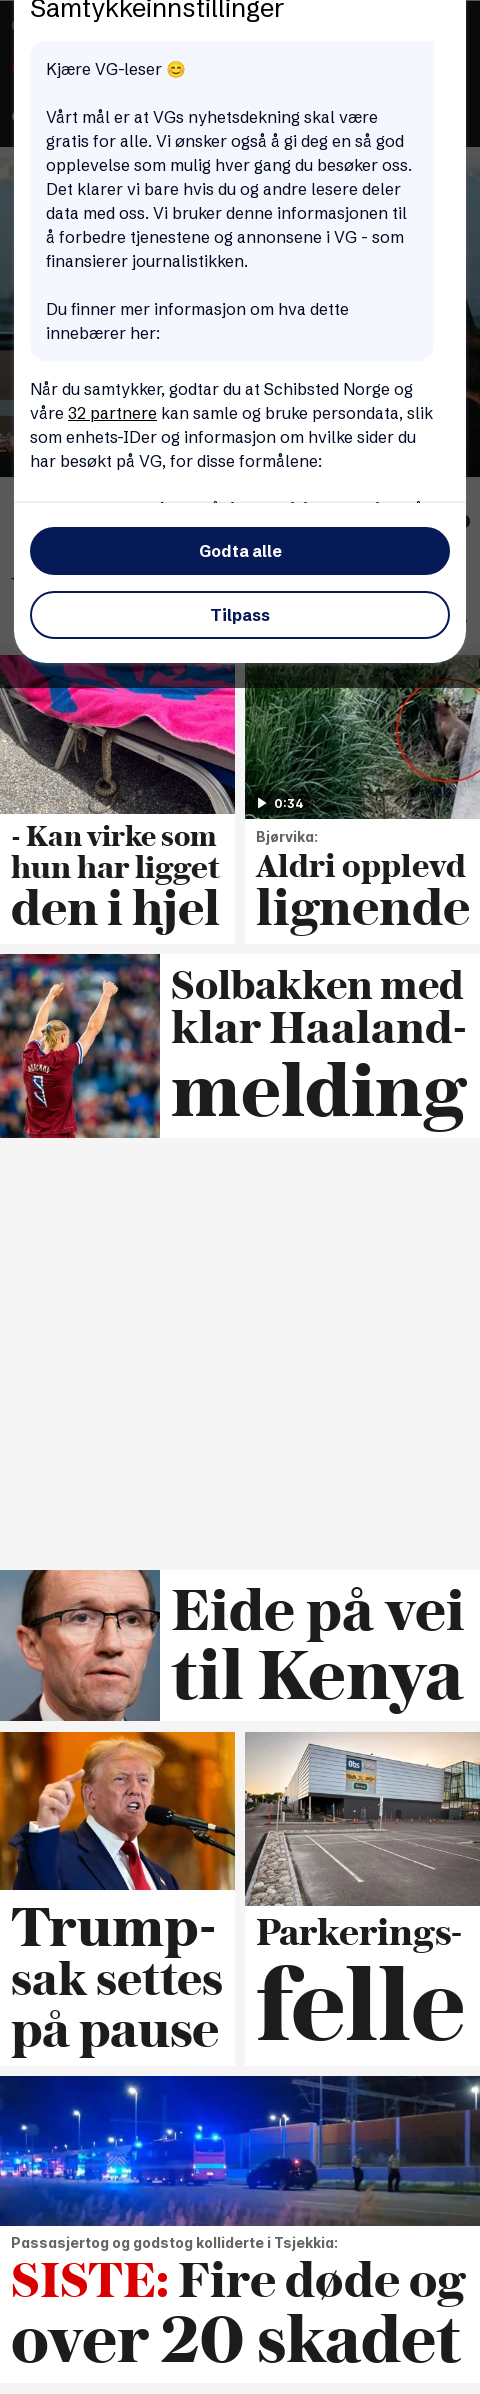 Samtykkeinnstillinger
Kjære VG-leser 😊
Vårt mål er at VGs nyhetsdekning skal være
gratis for alle. Vi ønsker også å gi deg en så god
opplevelse som mulig hver gang du besøker oss.
Det klarer vi bare hvis du og andre lesere deler
data med oss. Vi bruker denne informasjonen til
å forbedre tjenestene og annonsene i VG - som
finansierer journalistikken.
Du finner mer informasjon om hva dette
innebærer her:
Når du samtykker, godtar du at Schibsted Norge og
våre 32 partnere kan samle og bruke persondata, slik
som enhets-IDer og informasjon om hvilke sider du
har besøkt på VG, for disse formålene:
Godta alle
Tilpass
- Kan virke som
hun har ligget
den i hjel
0:34
Bjørvika:
Aldri opplevd
lignende
Solbakken med
klar Haaland-
melding
Eide på vei
til Kenya
Trump-
sak settes
på pause
Obs
Parkerings-
felle
Passasjertog og godstog kolliderte i Tsjekkia:
SISTE: Fire døde og
over 20 skadet